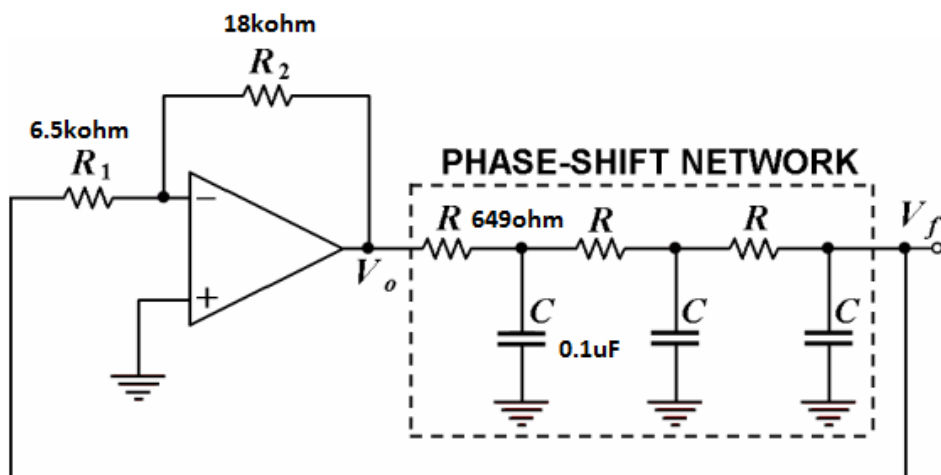 18kohm
R2
6.5kohm
R1
PHASE-SHIFT NETWORK
R 649ohm R R
Vf
−
+
Vo
C C C
0.1uF